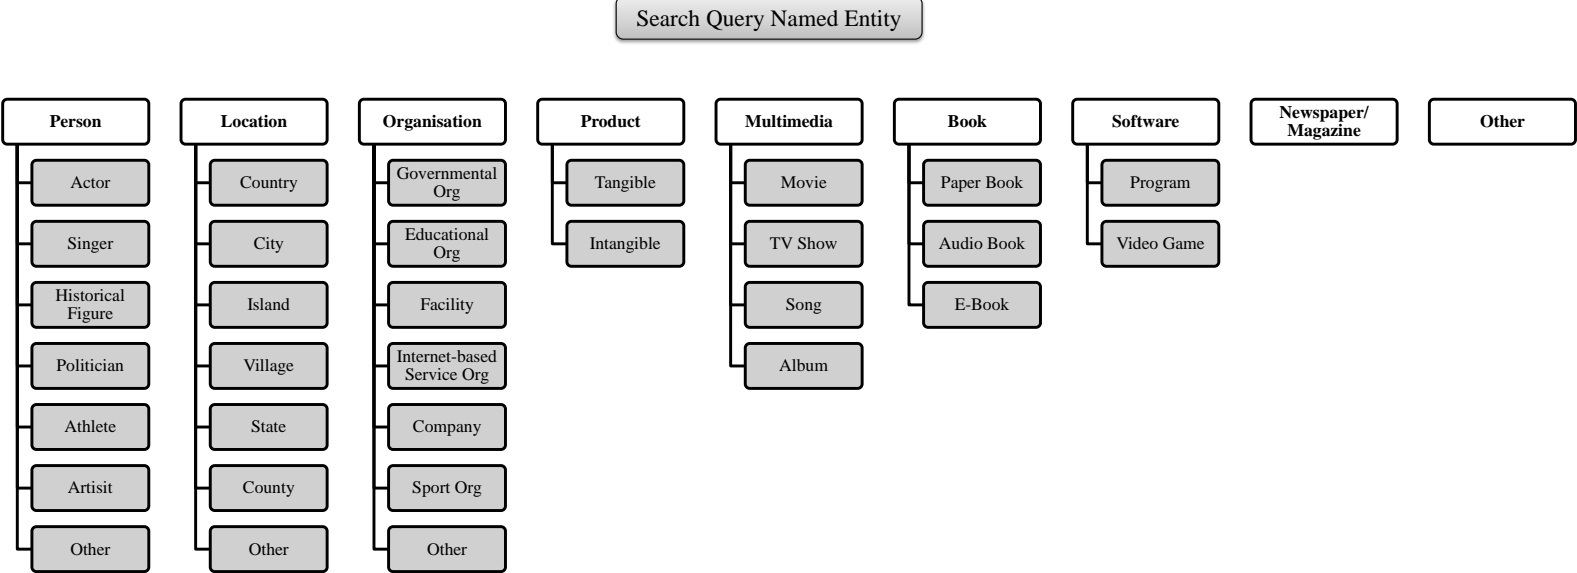 Search Query Named Entity
Person
Location
Organisation
Product
Multimedia
Book
Software
Newspaper/
Magazine
Other
Actor
Singer
Historical
Figure
Politician
Athlete
Artisit
Other
Country
City
Island
Village
State
County
Other
Governmental
Org
Educational
Org
Facility
Internet-based
Service Org
Company
Sport Org
Other
Tangible
Intangible
Movie
TV Show
Song
Album
Paper Book
Audio Book
E-Book
Program
Video Game